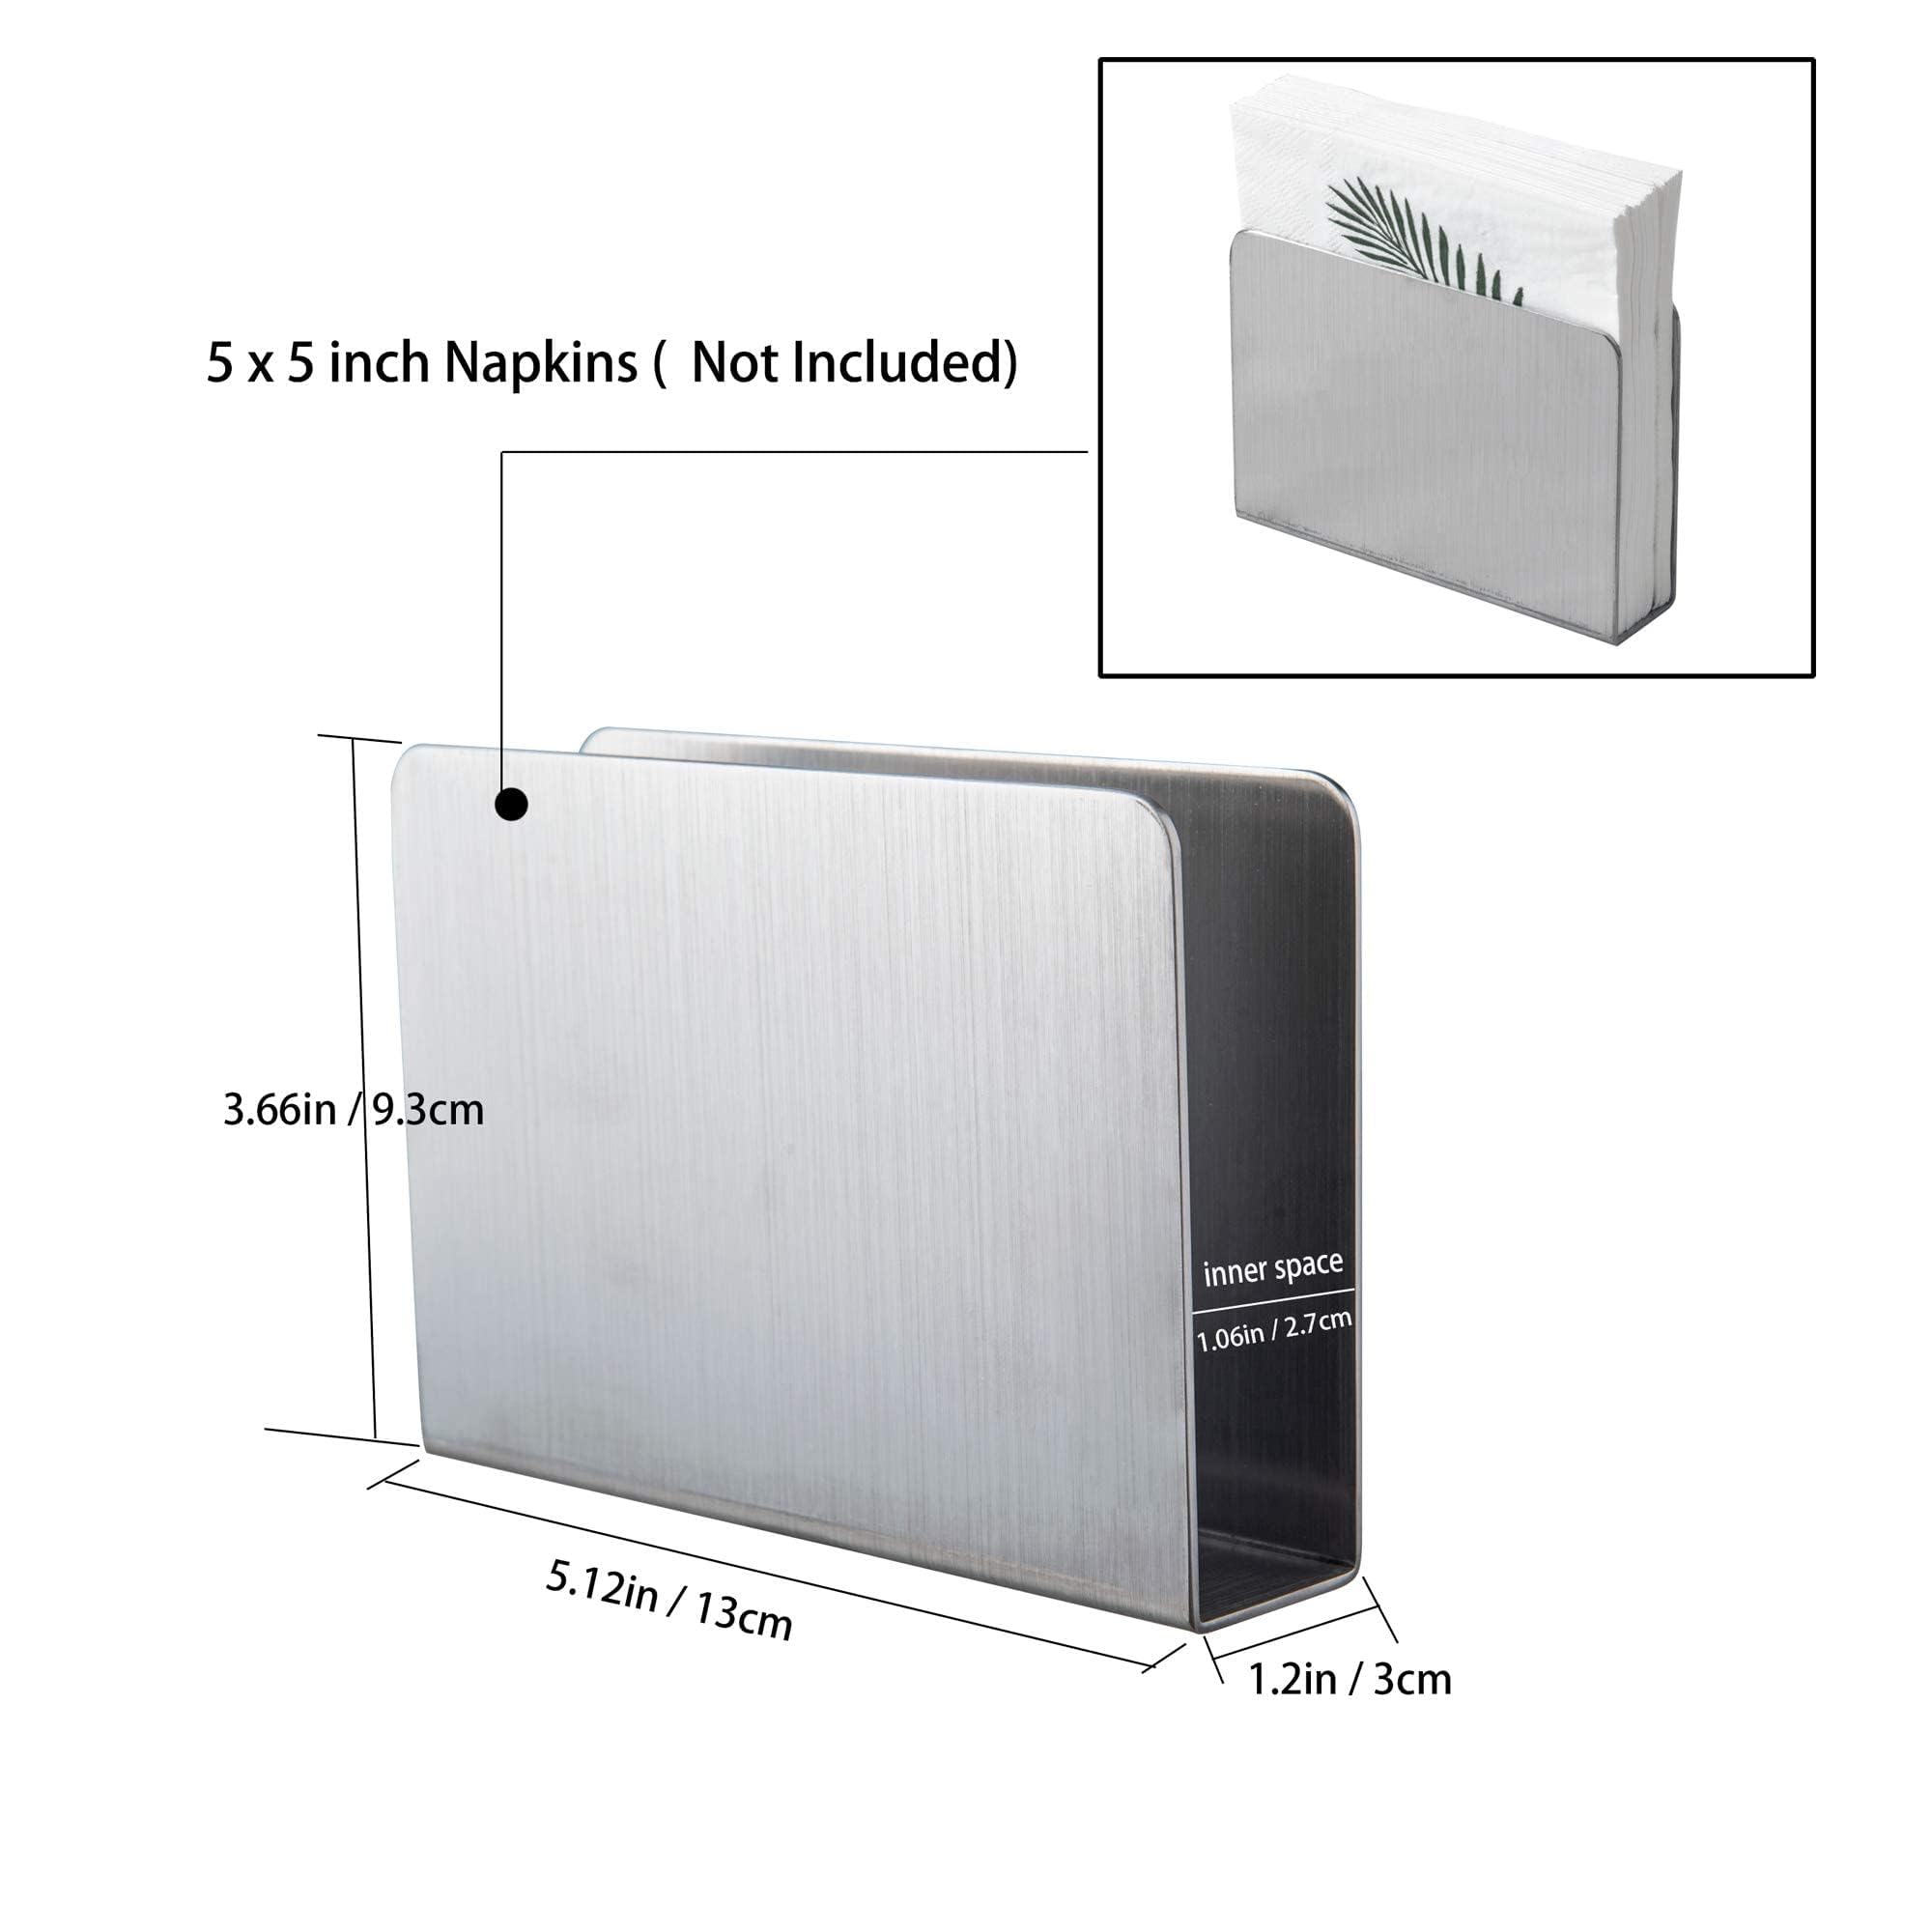 5 x 5 inch Napkins ( Not Included)
3.66in / 9.3cm
inner space
1.06in / 2.7cm
5.12in / 13cm
1.2in / 3cm